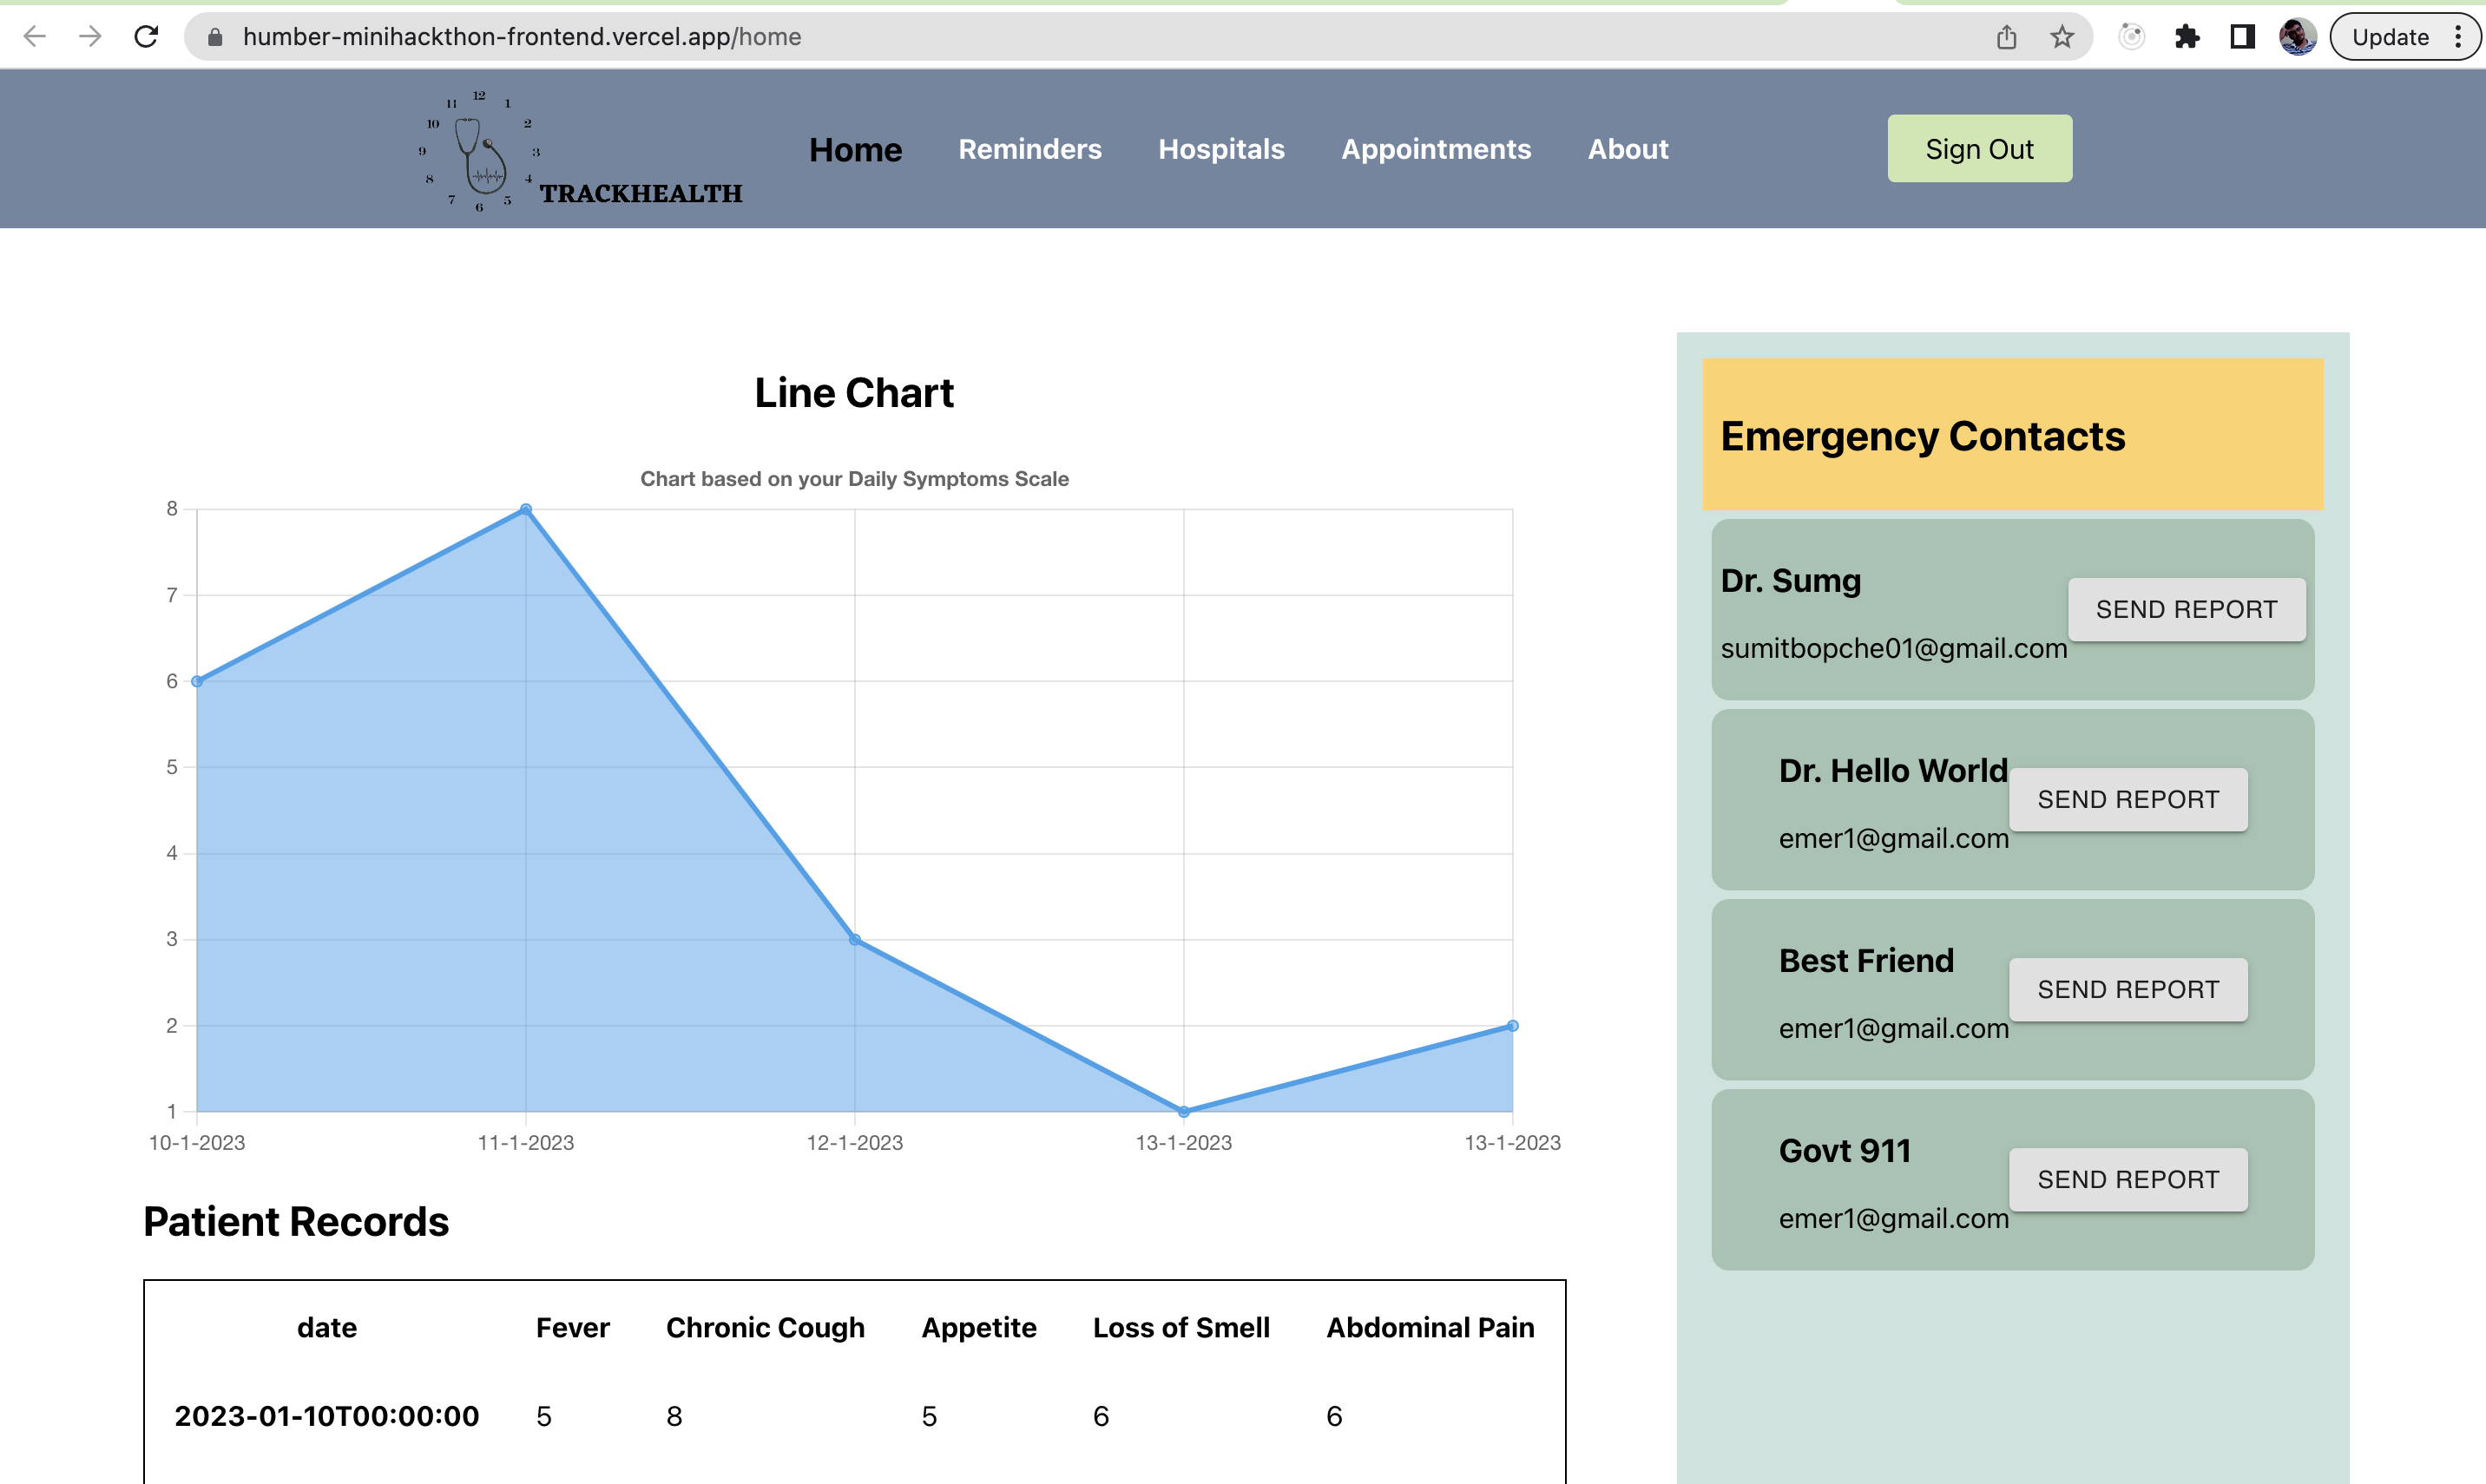 humber-minihackthon-frontend.vercel.app/home
Update
12
11 1
10 2
9 3
8 4
7 5
6
TRACKHEALTH
Home Reminders Hospitals Appointments About
Sign Out
Line Chart
Chart based on your Daily Symptoms Scale
8
7
6
5
4
3
2
1
10-1-2023 11-1-2023 12-1-2023 13-1-2023 13-1-2023
Patient Records
date Fever Chronic Cough Appetite Loss of Smell Abdominal Pain
2023-01-10T00:00:00 5 8 5 6 6
Emergency Contacts
Dr. Sumg
sumitbopche01@gmail.com
SEND REPORT
Dr. Hello World
emer1@gmail.com
SEND REPORT
Best Friend
emer1@gmail.com
SEND REPORT
Govt 911
emer1@gmail.com
SEND REPORT